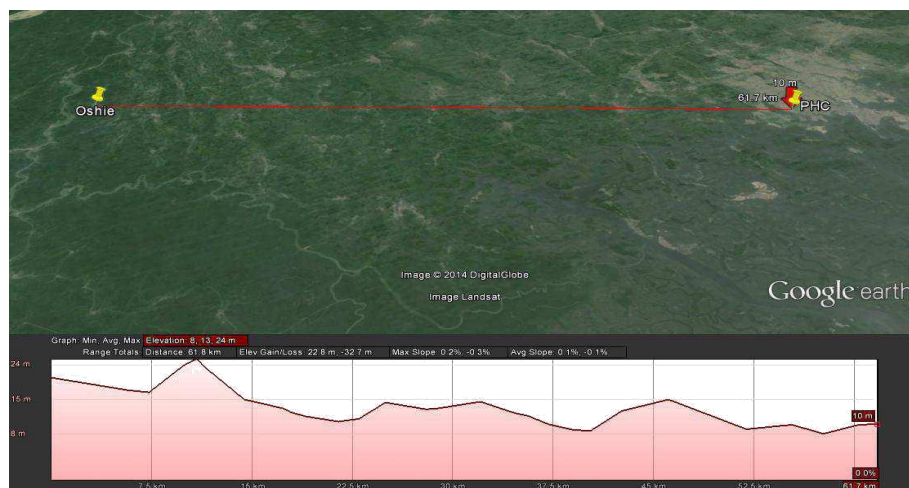 Oshie
10 m
61.7 km
PHC
Image © 2014 DigitalGlobe
Image Landsat
Google earth
Graph: Min, Avg, Max Elevation: 8, 13, 24 m
Range Totals: Distance: 61.8 km Elev Gain/Loss: 22.8 m, -32.7 m Max Slope: 0.2%, -0.3% Avg Slope: 0.1%, -0.1%
24 m
15 m
10 m
8 m
0.0%
7.5 km 15 km 22.5 km 30 km 37.5 km 45 km 52.5 km 61.7 km